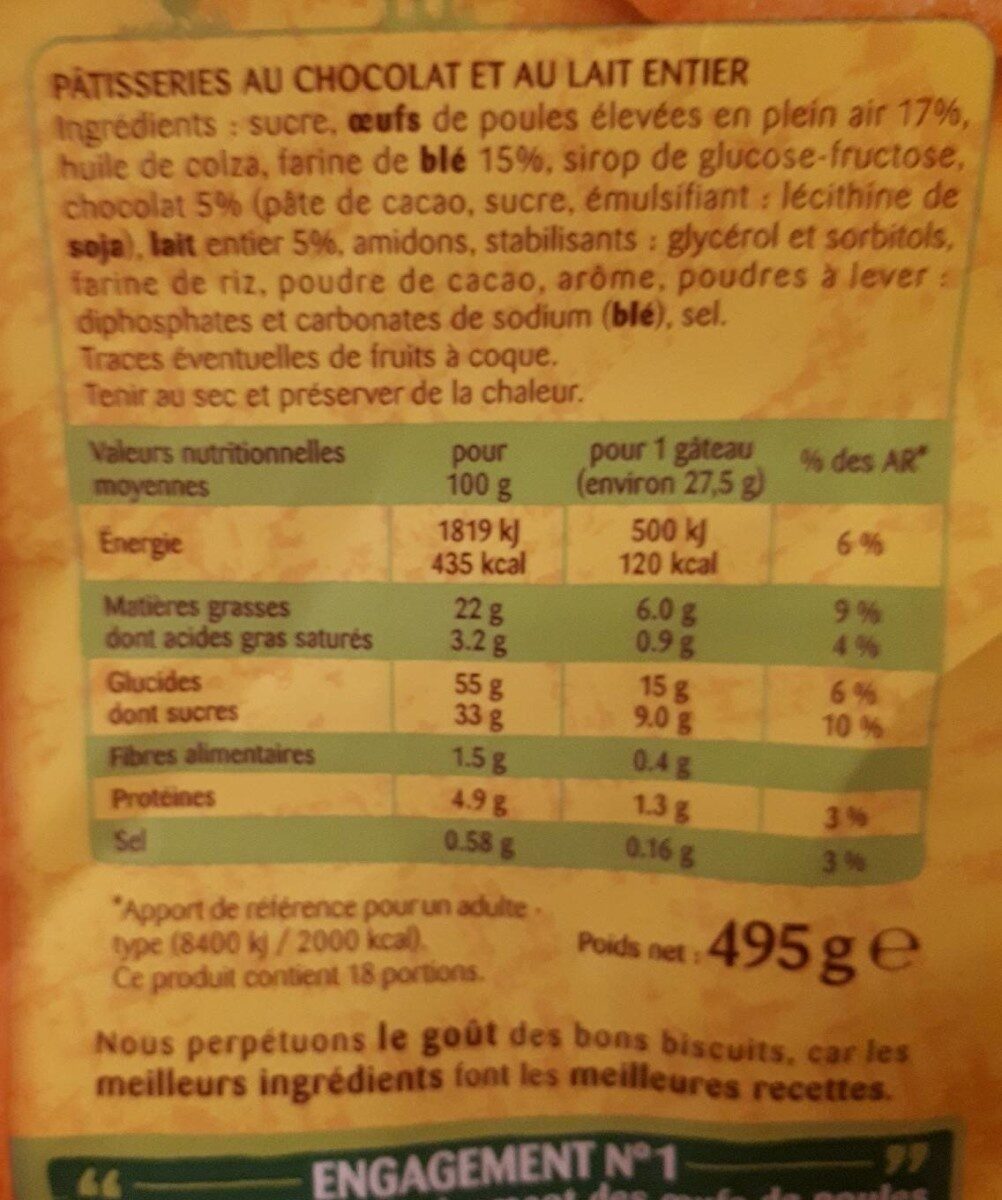 PÂTISSERIES AU CHOCOLAT ET AU LAIT ENTIER
Ingrédients : sucre, œufs de poules élevées en plein air 17%,
huile de colza, farine de blé 15%, sirop de glucose-fructose,
chocolat 5% (pâte de cacao, sucre, émulsifiant : lécithine de
soja), lait entier 5%, amidons, stabilisants : glycérol et sorbitols,
farine de riz, poudre de cacao, arôme, poudres à lever :
diphosphates et carbonates de sodium (blé), sel.
Traces éventuelles de fruits à coque.
Tenir au sec et préserver de la chaleur.
Valeurs nutritionnelles moyennes pour 100 g pour 1 gâteau (environ 27,5 g) % des AR*
Énergie 1819 kJ 500 kJ 6 %
435 kcal 120 kcal
Matières grasses 22 g 6.0 g 9 %
dont acides gras saturés 3.2 g 0.9 g 4 %
Glucides 55 g 15 g 6 %
dont sucres 33 g 9.0 g 10 %
Fibres alimentaires 1.5 g 0.4 g
Protéines 4.9 g 1.3 g 3 %
Sel 0.58 g 0.16 g 3 %
*Apport de référence pour un adulte-
type (8400 kJ / 2000 kcal).
Ce produit contient 18 portions.
Poids net : 495 g e
Nous perpétuons le goût des bons biscuits, car les
meilleurs ingrédients font les meilleures recettes.
“ ENGAGEMENT N°1 ”